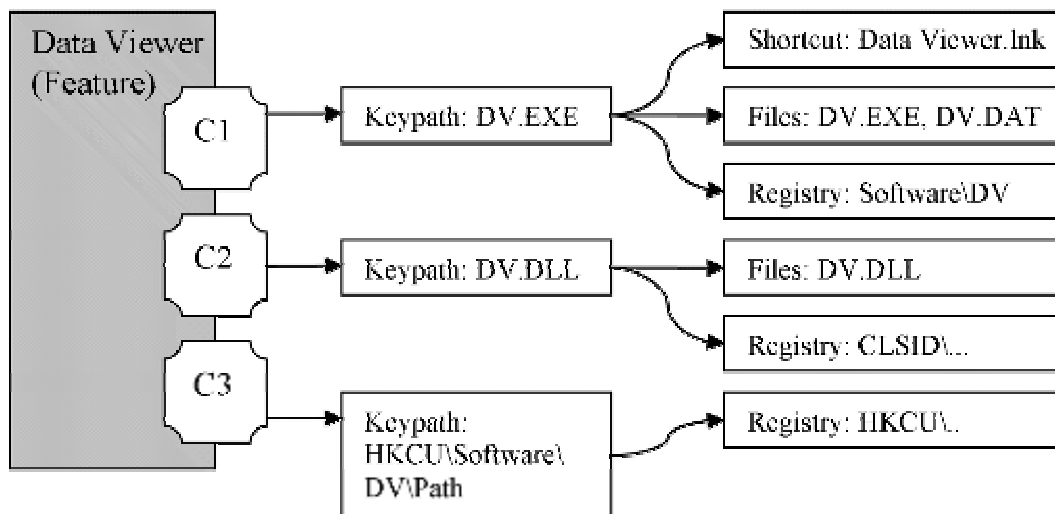 Data Viewer
(Feature)
C1
Keypath: DV.EXE
Shortcut: Data Viewer.lnk
Files: DV.EXE, DV.DAT
Registry: Software\DV
C2
Keypath: DV.DLL
Files: DV.DLL
Registry: CLSID\...
C3
Keypath:
HKCU\Software\
DV\Path
Registry: HKCU\..